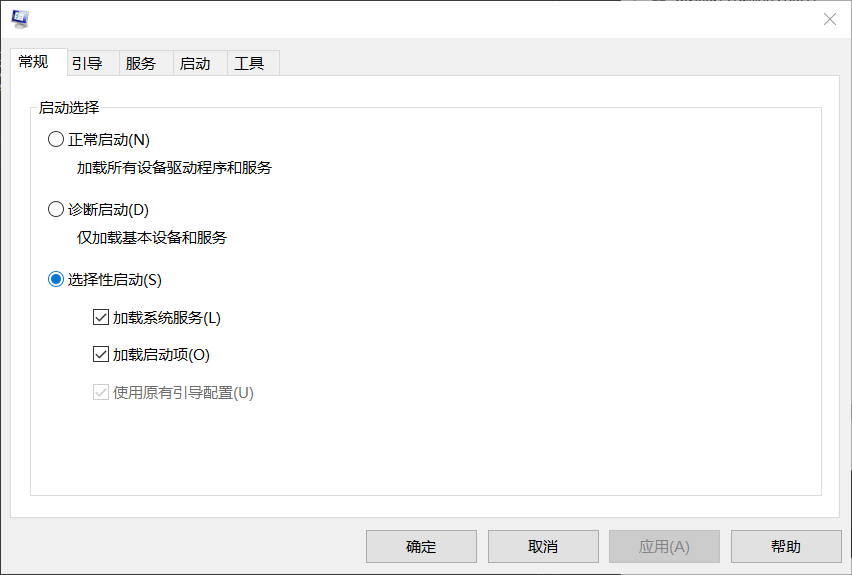 常规 引导 服务 启动 工具
启动选择
正常启动(N)
加载所有设备驱动程序和服务
诊断启动(D)
仅加载基本设备和服务
选择性启动(S)
加载系统服务(L)
加载启动项(O)
使用原有引导配置(U)
确定 取消 应用(A) 帮助